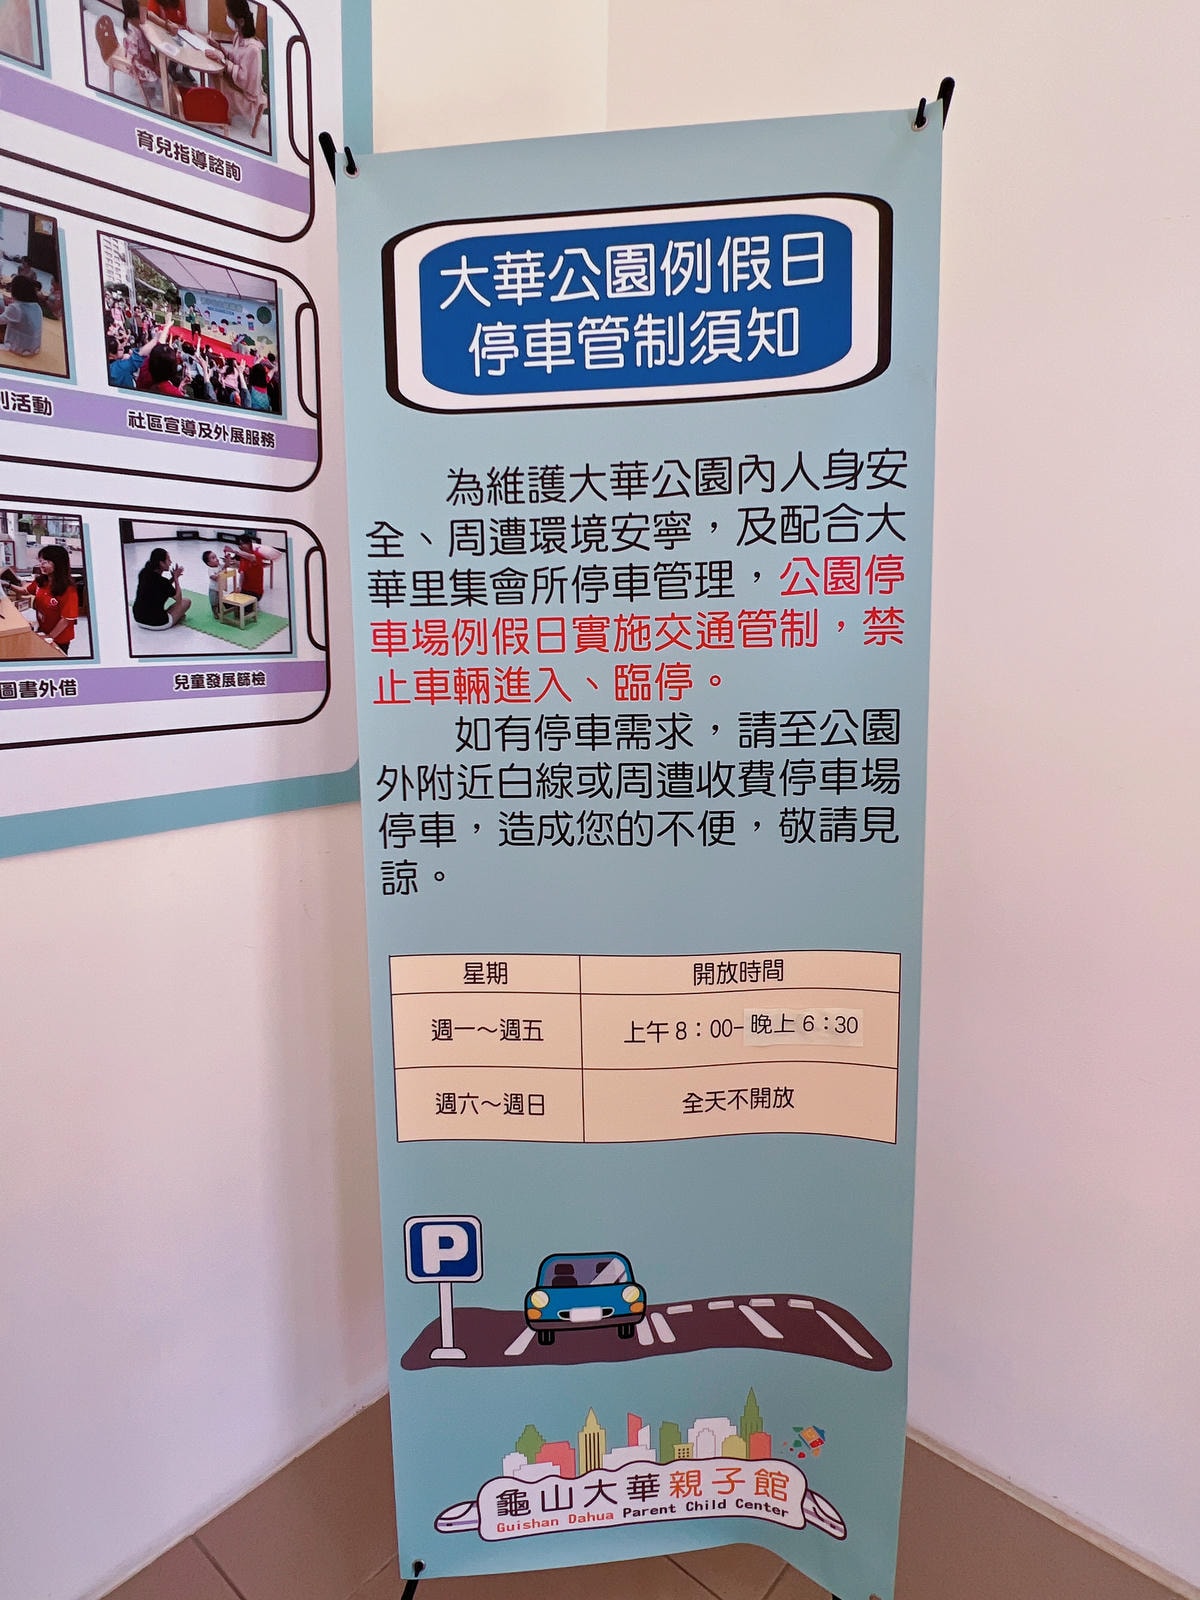 育兒指導諮詢
活動
社區宣導及外展服務
圖書外借
兒童發展篩檢
大華公園例假日
停車管制須知
為維護大華公園內人身安
全、周遭環境安寧，及配合大
華里集會所停車管理，公園停
車場例假日實施交通管制，禁
止車輛進入、臨停。
如有停車需求，請至公園
外附近白線或周遭收費停車場
停車，造成您的不便，敬請見
諒。
星期 開放時間
週一～週五 上午8：00-晚上6：30
週六～週日 全天不開放
P
龜山大華親子館
Guishan Dahua Parent Child Center